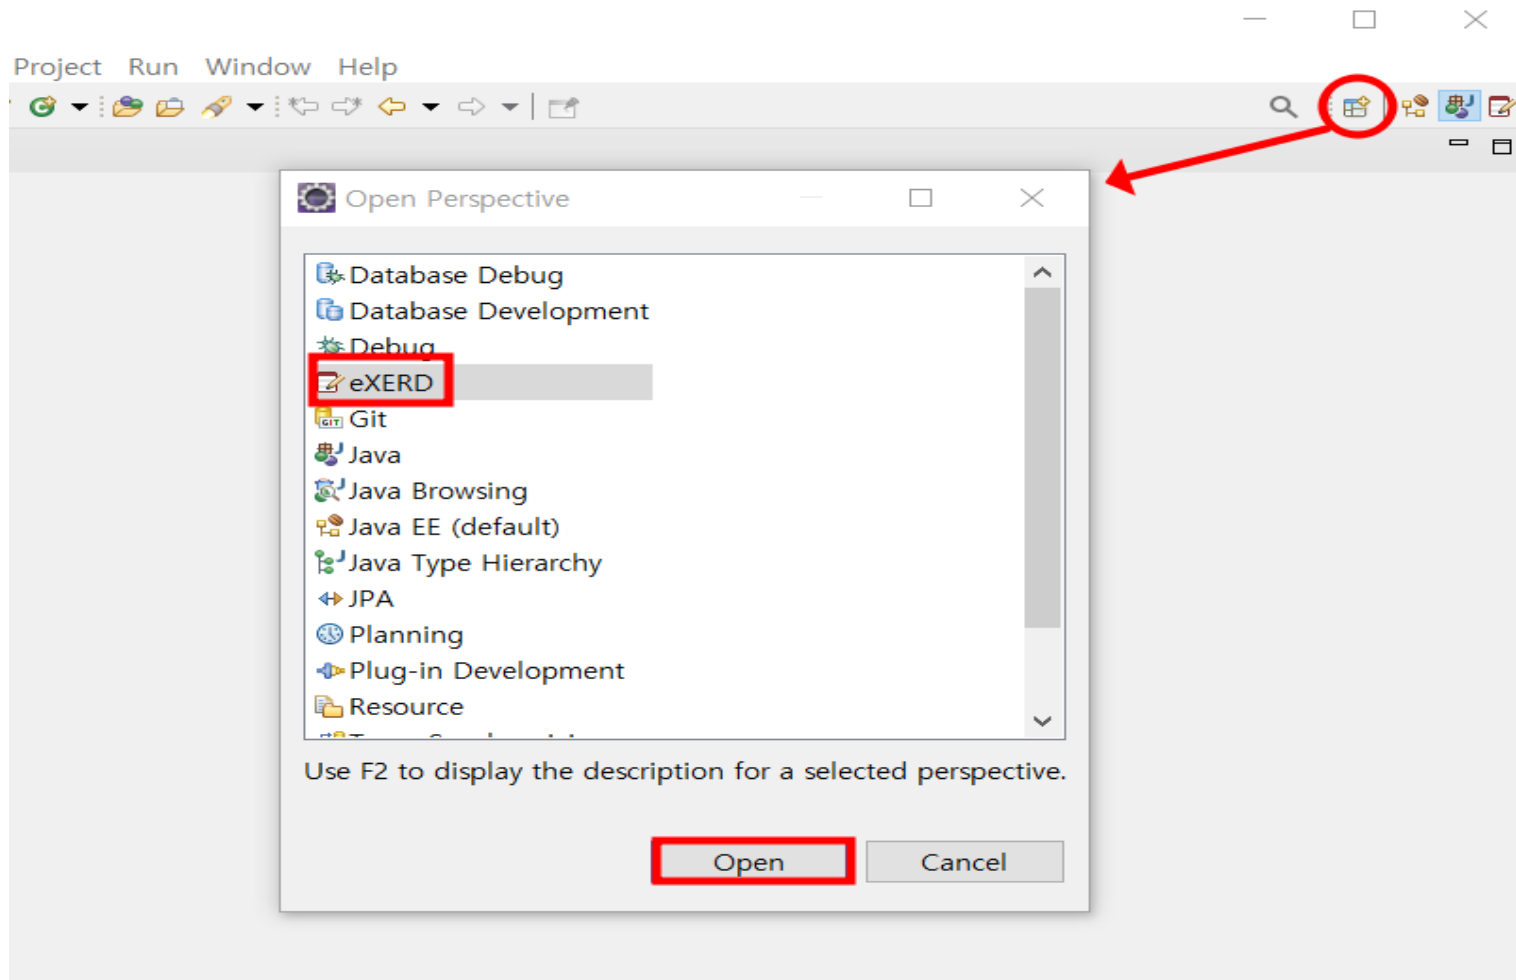 Project Run Window Help
Open Perspective
Database Debug
Database Development
Debug
eXERD
GIT Git
Java
Java Browsing
Java EE (default)
Java Type Hierarchy
JPA
Planning
Plug-in Development
Resource
Use F2 to display the description for a selected perspective.
Open Cancel